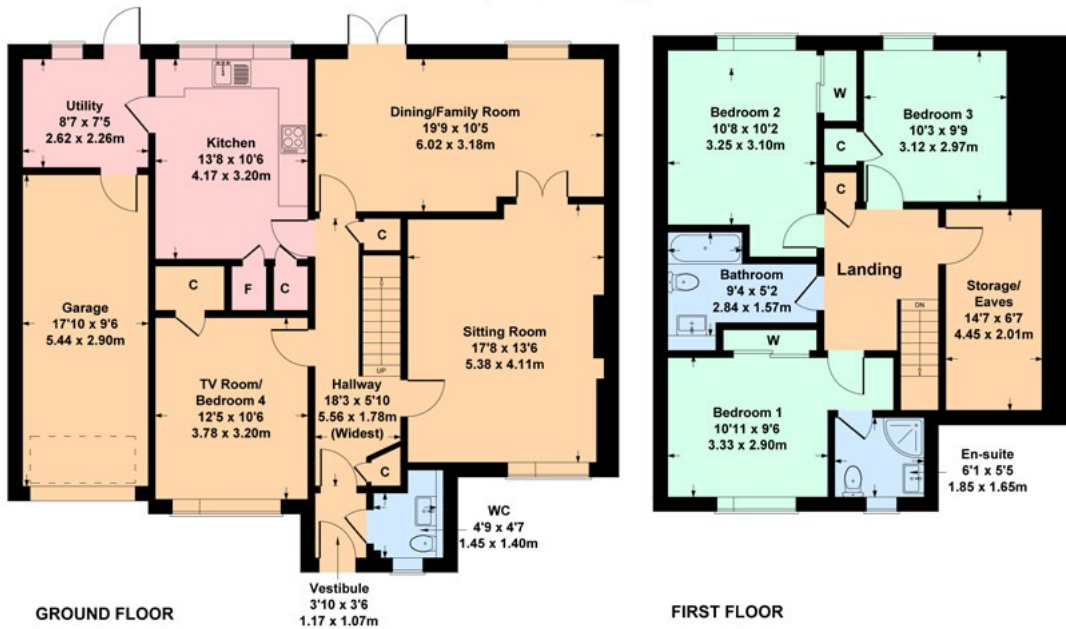 Utility
8'7 x 7'5
2.62 x 2.26m
Kitchen
13'8 x 10'6
4.17 x 3.20m
Dining/Family Room
19'9 x 10'5
6.02 x 3.18m
C
C
F
C
Garage
17'10 x 9'6
5.44 x 2.90m
TV Room/
Bedroom 4
12'5 x 10'6
3.78 x 3.20m
UP
Hallway
18'3 x 5'10
5.56 x 1.78m
(Widest)
Sitting Room
17'8 x 13'6
5.38 x 4.11m
C
WC
4'9 x 4'7
1.45 x 1.40m
Vestibule
3'10 x 3'6
1.17 x 1.07m
GROUND FLOOR
Bedroom 2
10'8 x 10'2
3.25 x 3.10m
W
Bedroom 3
10'3 x 9'9
3.12 x 2.97m
C
C
Landing
Bathroom
9'4 x 5'2
2.84 x 1.57m
DN
Storage/
Eaves
14'7 x 6'7
4.45 x 2.01m
W
Bedroom 1
10'11 x 9'6
3.33 x 2.90m
En-suite
6'1 x 5'5
1.85 x 1.65m
FIRST FLOOR